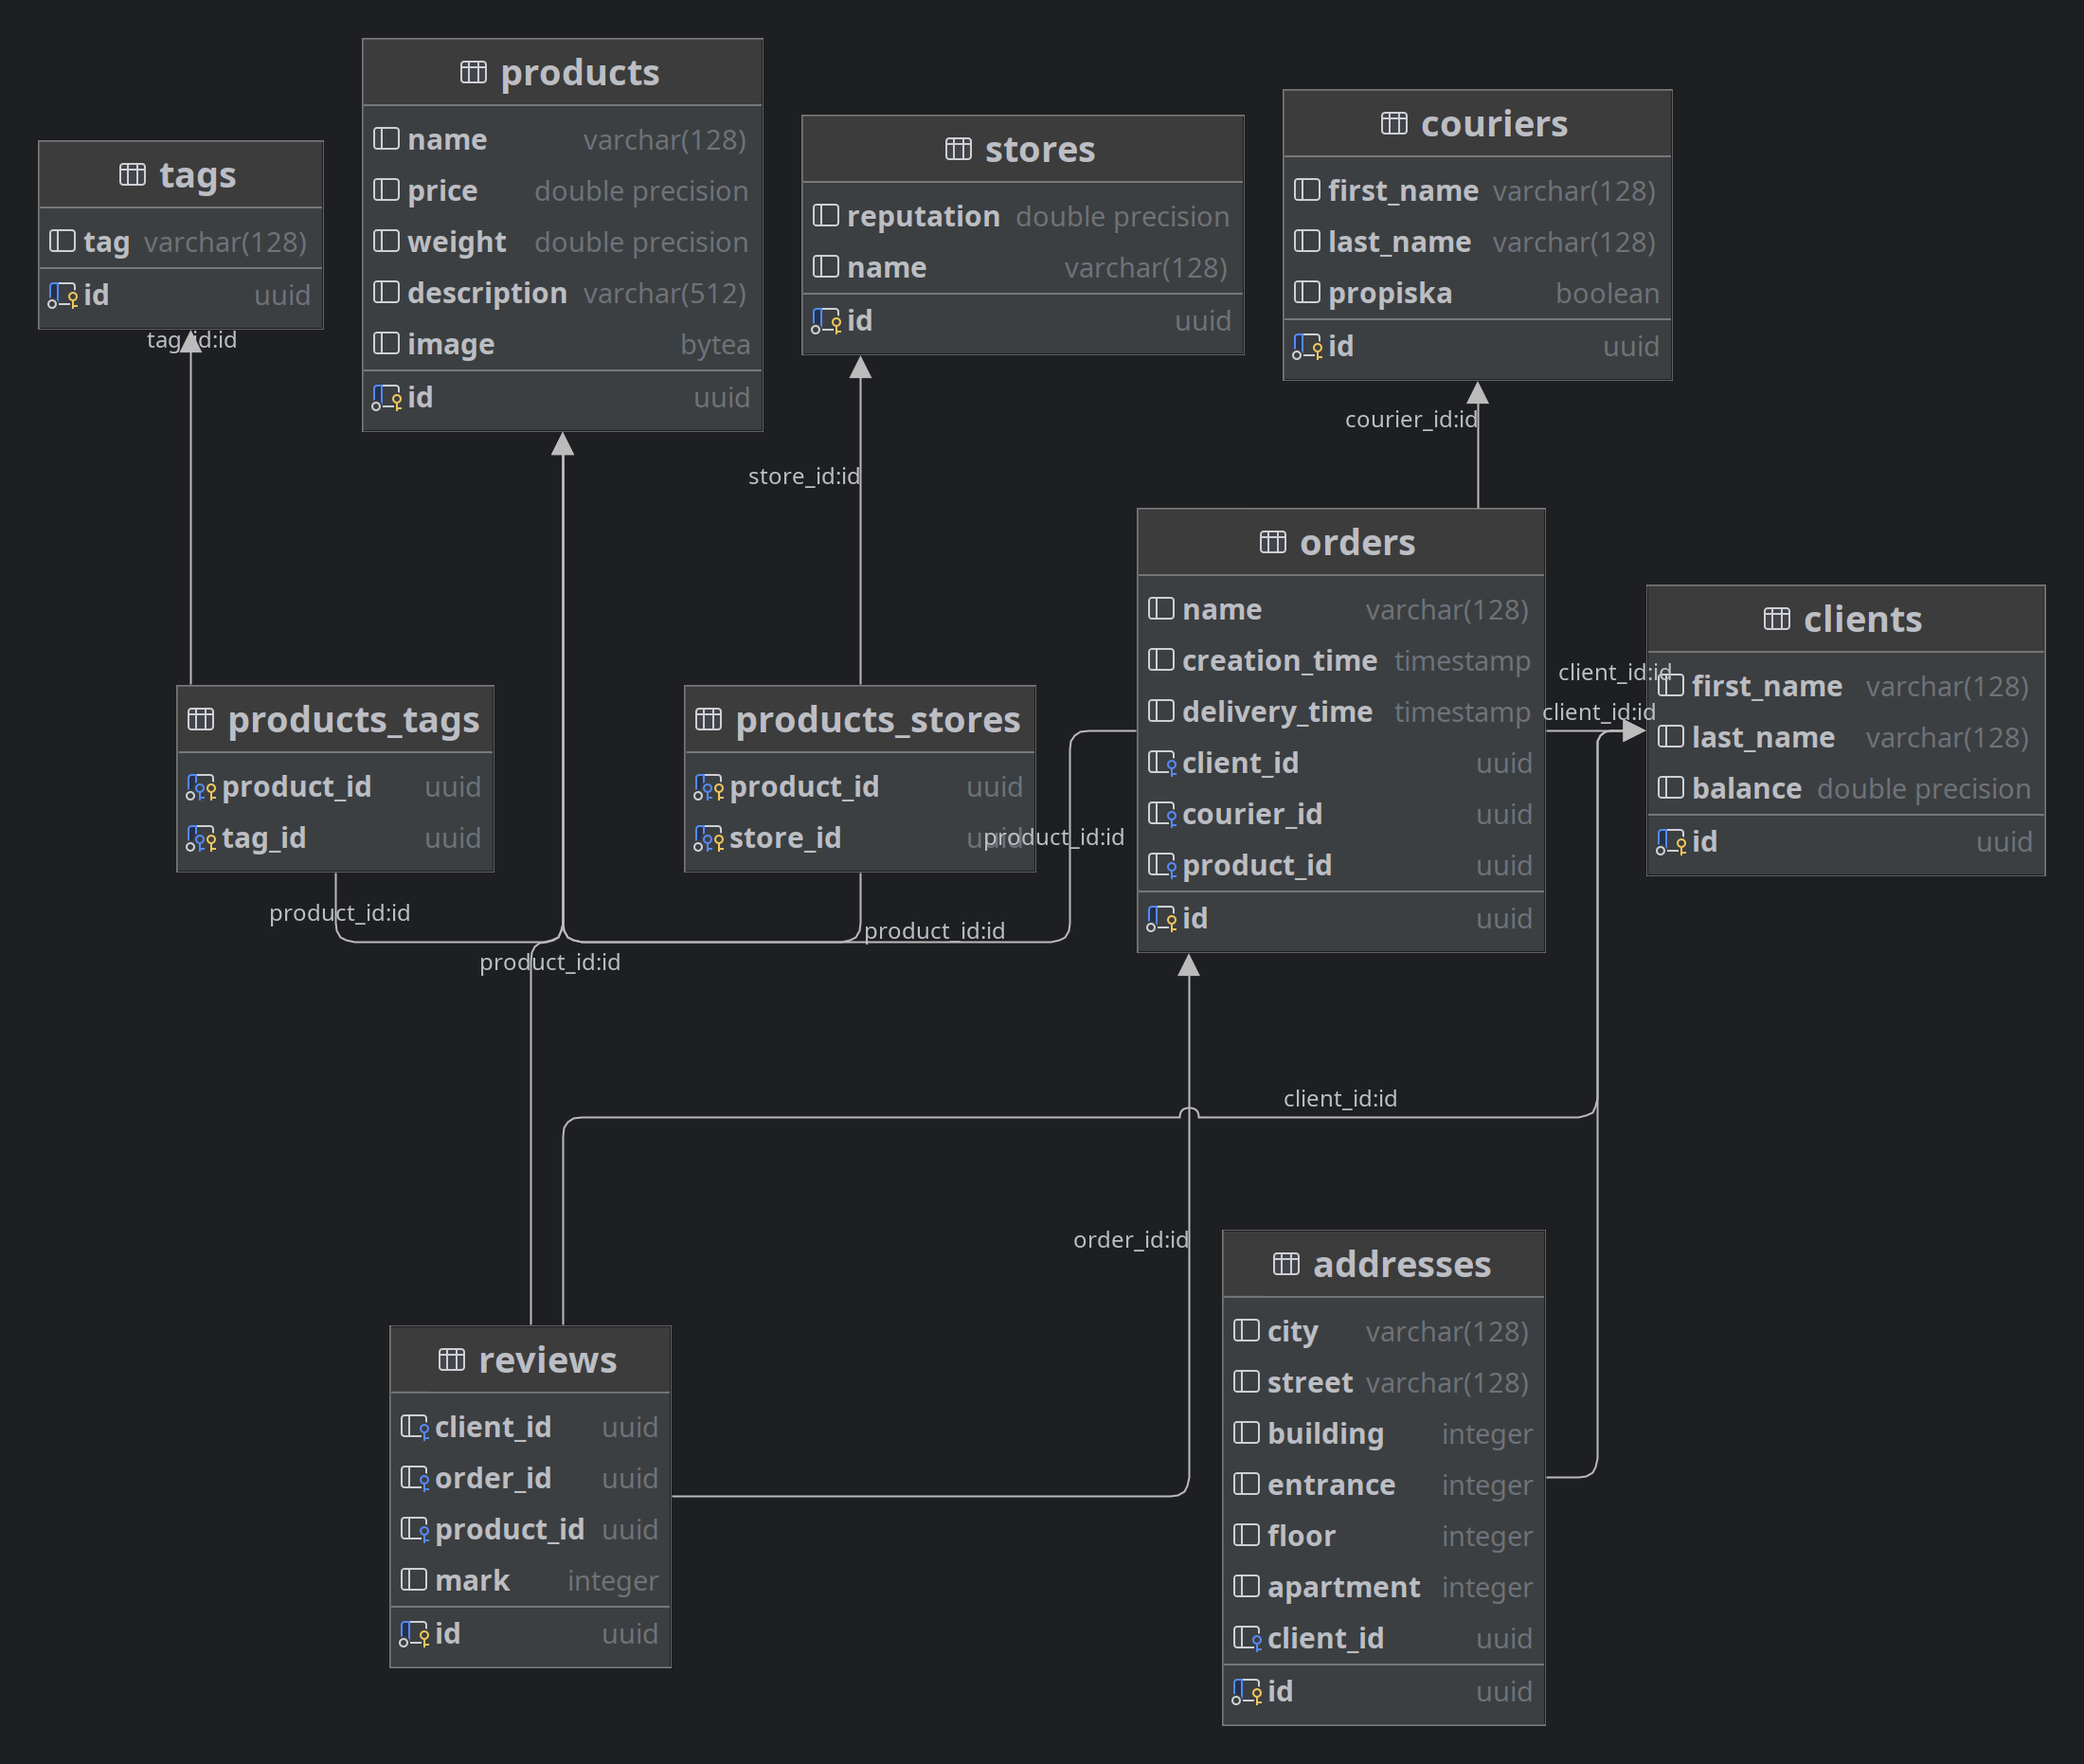 products
name varchar(128)
price double precision
weight double precision
description varchar(512)
image bytea
id uuid
tags
tag varchar(128)
id uuid
tag_id:id
stores
reputation double precision
name varchar(128)
id uuid
couriers
first_name varchar(128)
last_name varchar(128)
propiska boolean
id uuid
courier_id:id
store_id:id
orders
name varchar(128)
creation_time timestamp
delivery_time timestamp
client_id uuid
courier_id uuid
product_id uuid
id uuid
clients
first_name varchar(128)
last_name varchar(128)
balance double precision
id uuid
client_id:id
client_id:id
products_tags
product_id uuid
tag_id uuid
products_stores
product_id uuid
store_id uuid
product_id:id
product_id:id
product_id:id
product_id:id
client_id:id
order_id:id
addresses
city varchar(128)
street varchar(128)
building integer
entrance integer
floor integer
apartment integer
client_id uuid
id uuid
reviews
client_id uuid
order_id uuid
product_id uuid
mark integer
id uuid